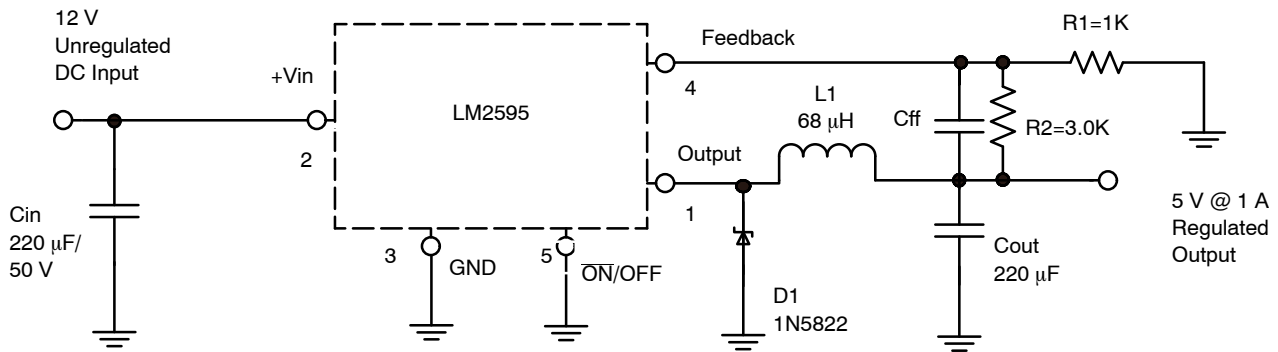 12 V
Unregulated
DC Input
+Vin
2
Cin
220 μF/
50 V
LM2595
3
GND
5
O̅N̅/OFF
Feedback
4
Output
1
L1
68 μH
D1
1N5822
Cff
R1=1K
R2=3.0K
Cout
220 μF
5 V @ 1 A
Regulated
Output